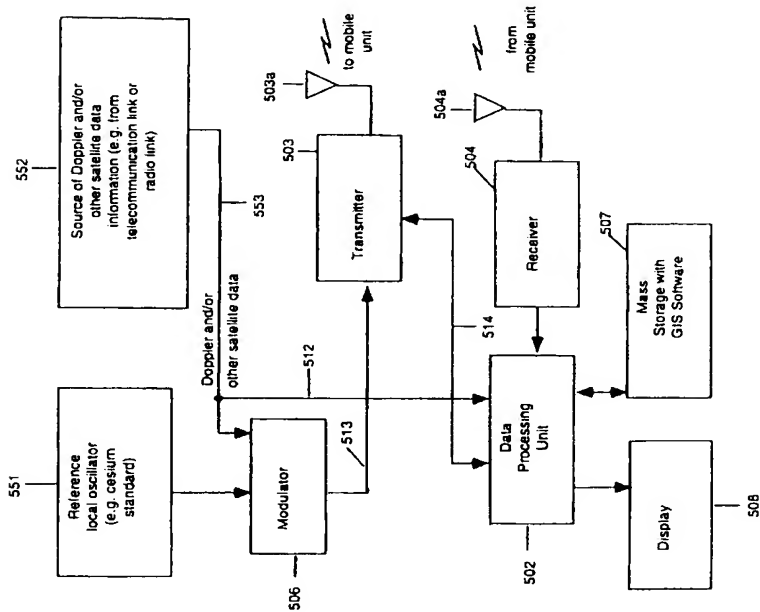 552
Source of Doppler and/or
other satellite data
information (e.g. from
telecommunication link or
radio link)
553
551
Reference
local oscillator
(e.g. cesium
standard)
Doppler and/or
other satellite data
512
506
Modulator
513
503a
to mobile
unit
503
Transmitter
514
504a
from
mobile unit
504
Receiver
502
Data
Processing
Unit
507
Mass
Storage with
GIS Software
Display
508